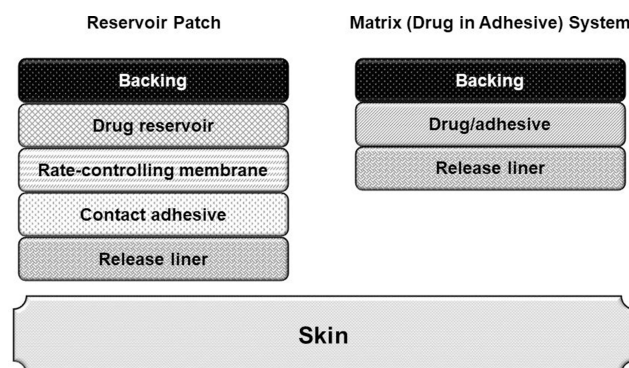 Reservoir Patch
Backing
Drug reservoir
Rate-controlling membrane
Contact adhesive
Release liner
Matrix (Drug in Adhesive) System
Backing
Drug/adhesive
Release liner
Skin